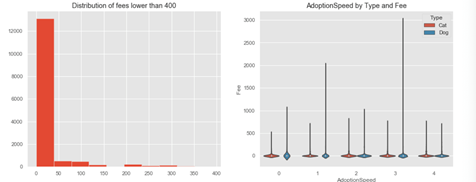 Distribution of fees lower than 400
12000
10000
8000
6000
4000
2000
0
0 50 100 150 200 250 300 350 400
AdoptionSpeed by Type and Fee
Type
Cat
Dog
3000
2500
2000
1500
1000
500
0
Fee
0 1 2 3 4
AdoptionSpeed